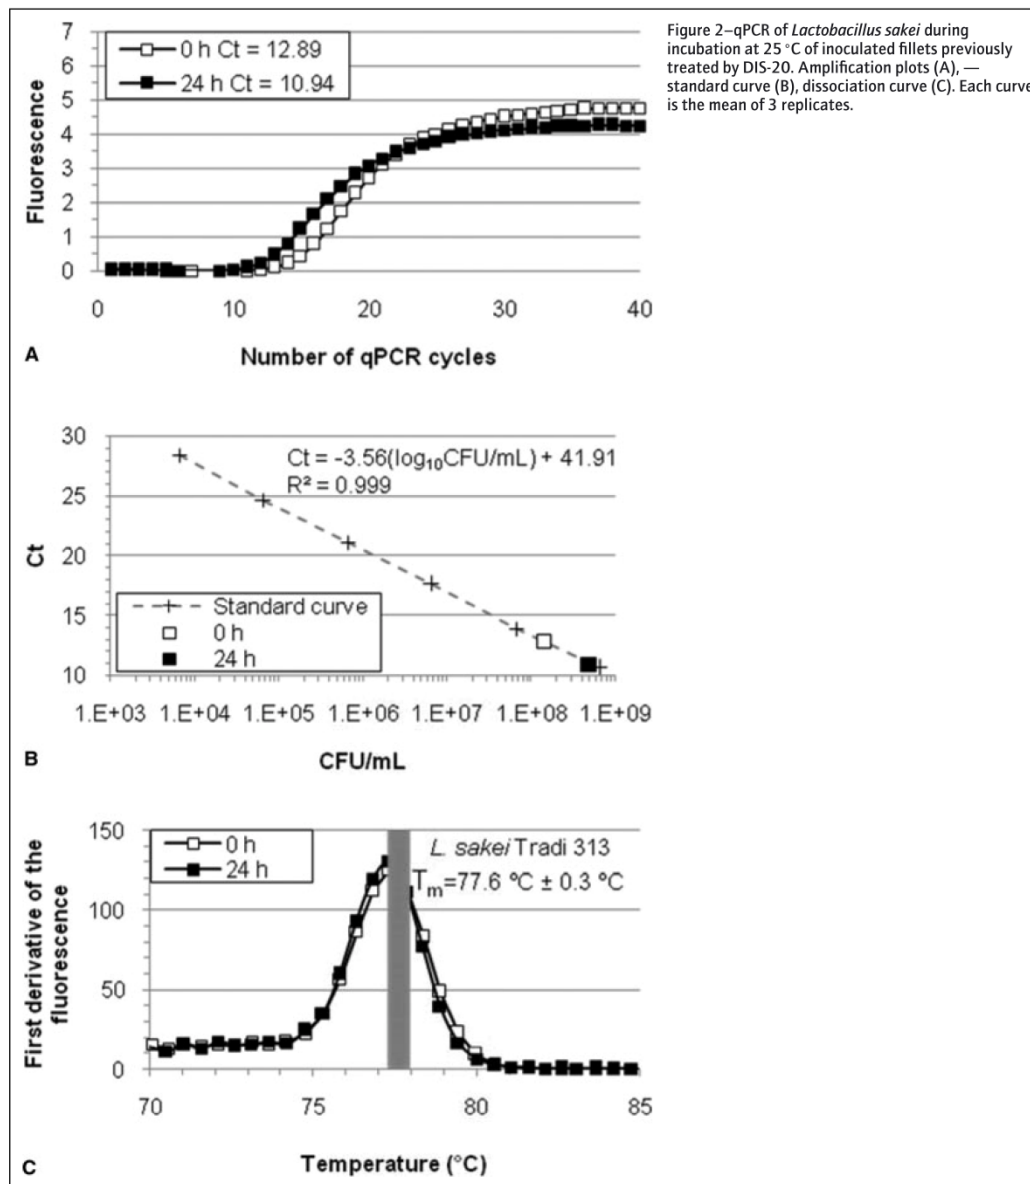 Figure 2–qPCR of Lactobacillus sakei during
incubation at 25 °C of inoculated fillets previously
treated by DIS-20. Amplification plots (A), —
standard curve (B), dissociation curve (C). Each curve
is the mean of 3 replicates.
7
6
5
4
3
2
1
0
Fluorescence
0 h Ct = 12.89
24 h Ct = 10.94
0 10 20 30 40
A
Number of qPCR cycles
30
25
20
15
10
Ct
Ct = -3.56(log₁₀CFU/mL) + 41.91
R² = 0.999
Standard curve
0 h
24 h
1.E+03 1.E+04 1.E+05 1.E+06 1.E+07 1.E+08 1.E+09
B
CFU/mL
150
100
50
0
First derivative of the
fluorescence
0 h
24 h
L. sakei Tradi 313
Tm=77.6 ºC ± 0.3 ºC
70 75 80 85
C
Temperature (°C)